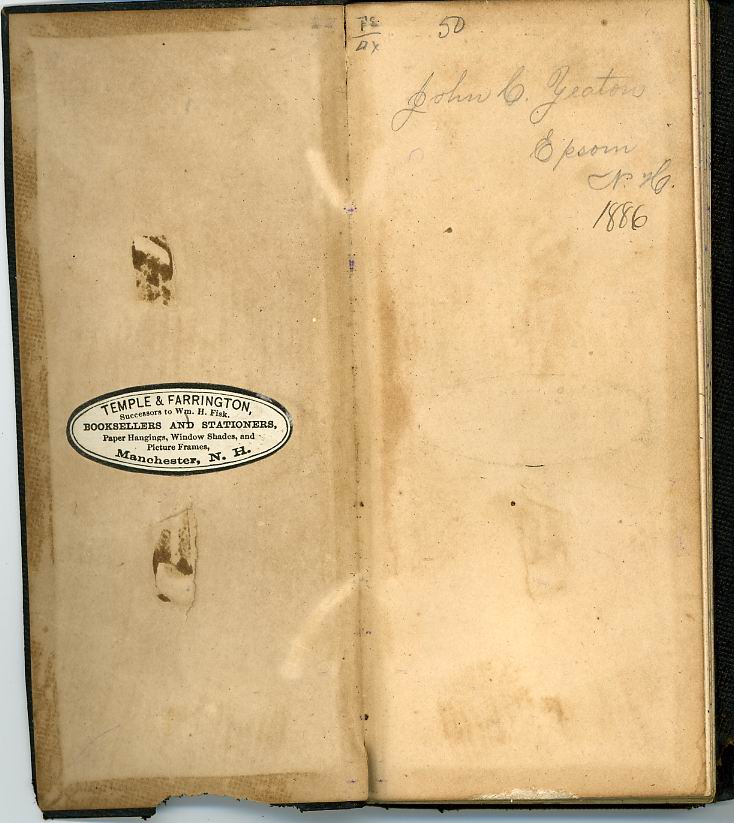 50
John C. Yeaton
Epsom
N. H.
1886
TEMPLE & FARRINGTON,
Successors to Wm. H. Fisk.
BOOKSELLERS AND STATIONERS,
Paper Hangings, Window Shades, and
Picture Frames,
Manchester, N. H.